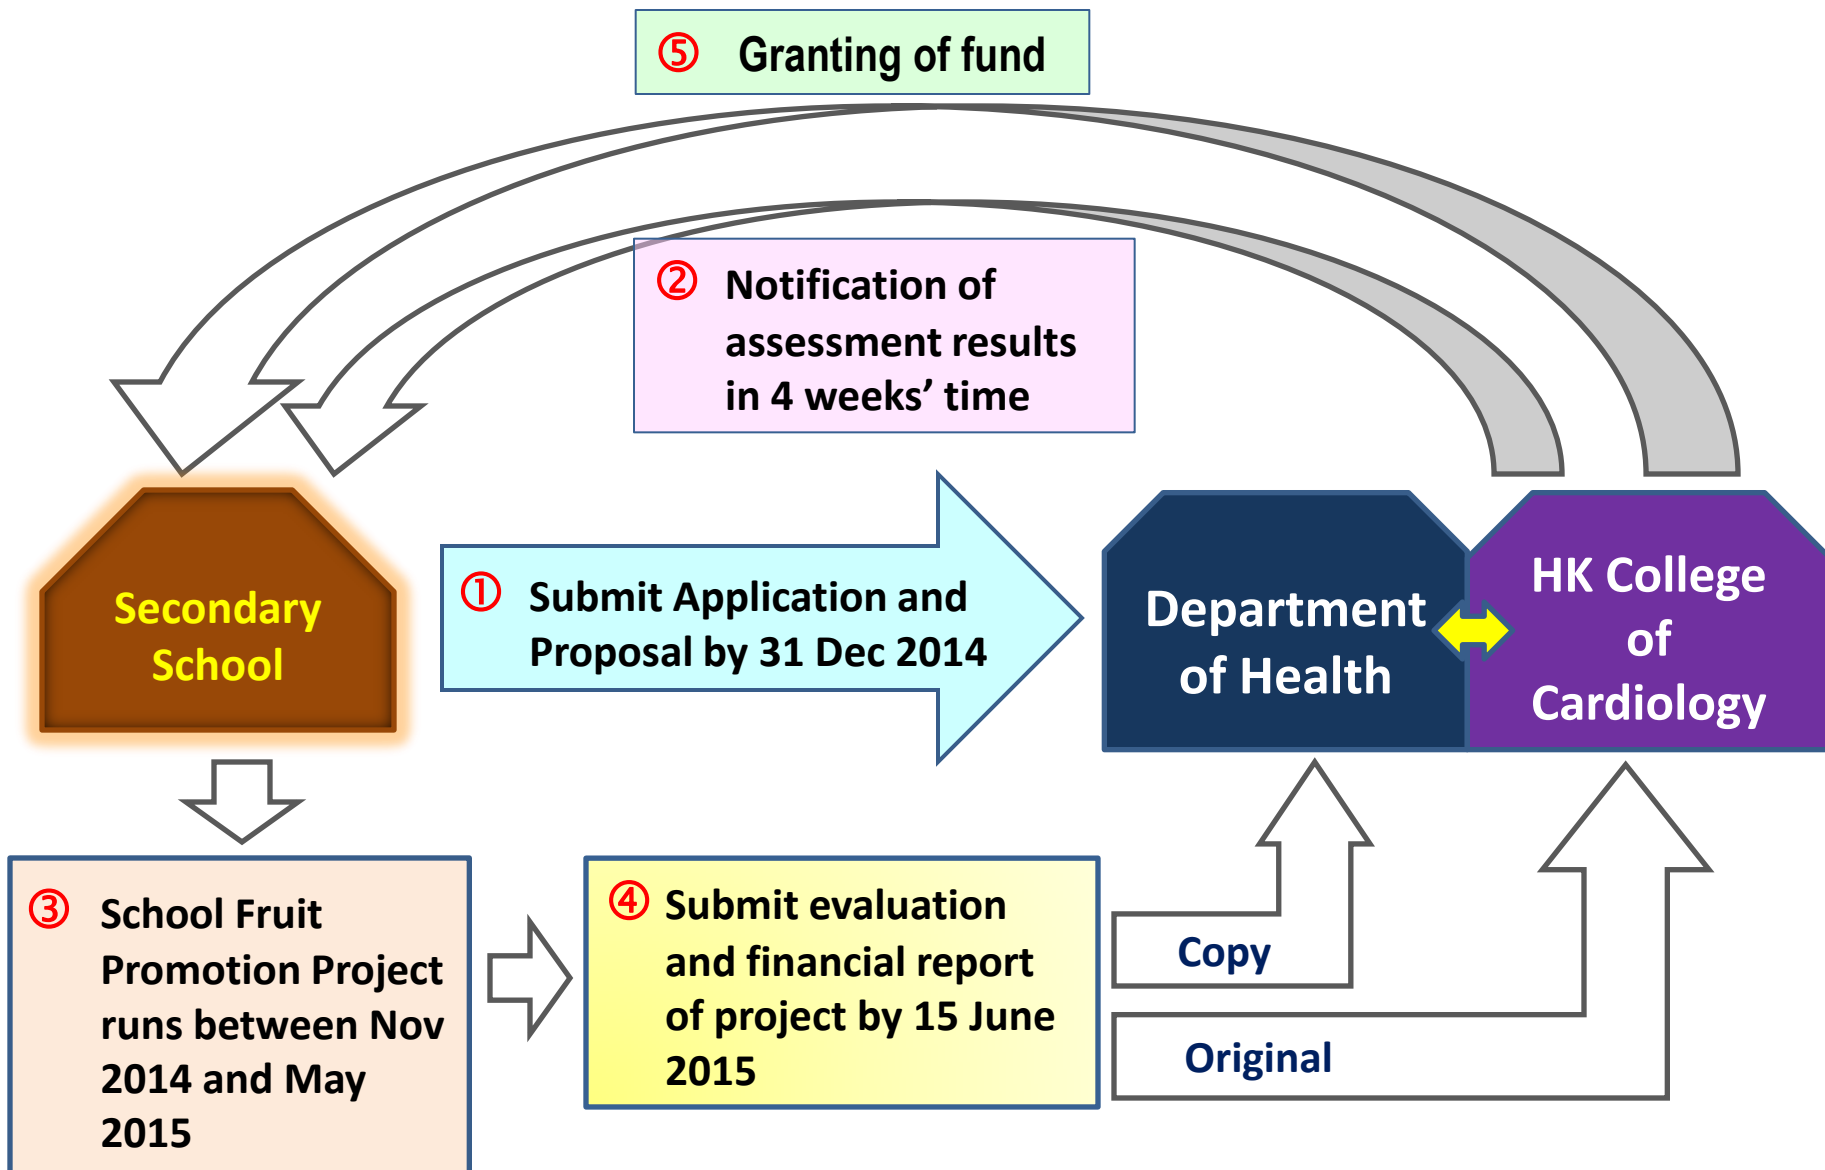 ⑤ Granting of fund
② Notification of
assessment results
in 4 weeks’ time
Secondary
School
① Submit Application and
Proposal by 31 Dec 2014
Department
of Health
HK College
of
Cardiology
③ School Fruit
Promotion Project
runs between Nov
2014 and May
2015
④ Submit evaluation
and financial report
of project by 15 June
2015
Copy
Original